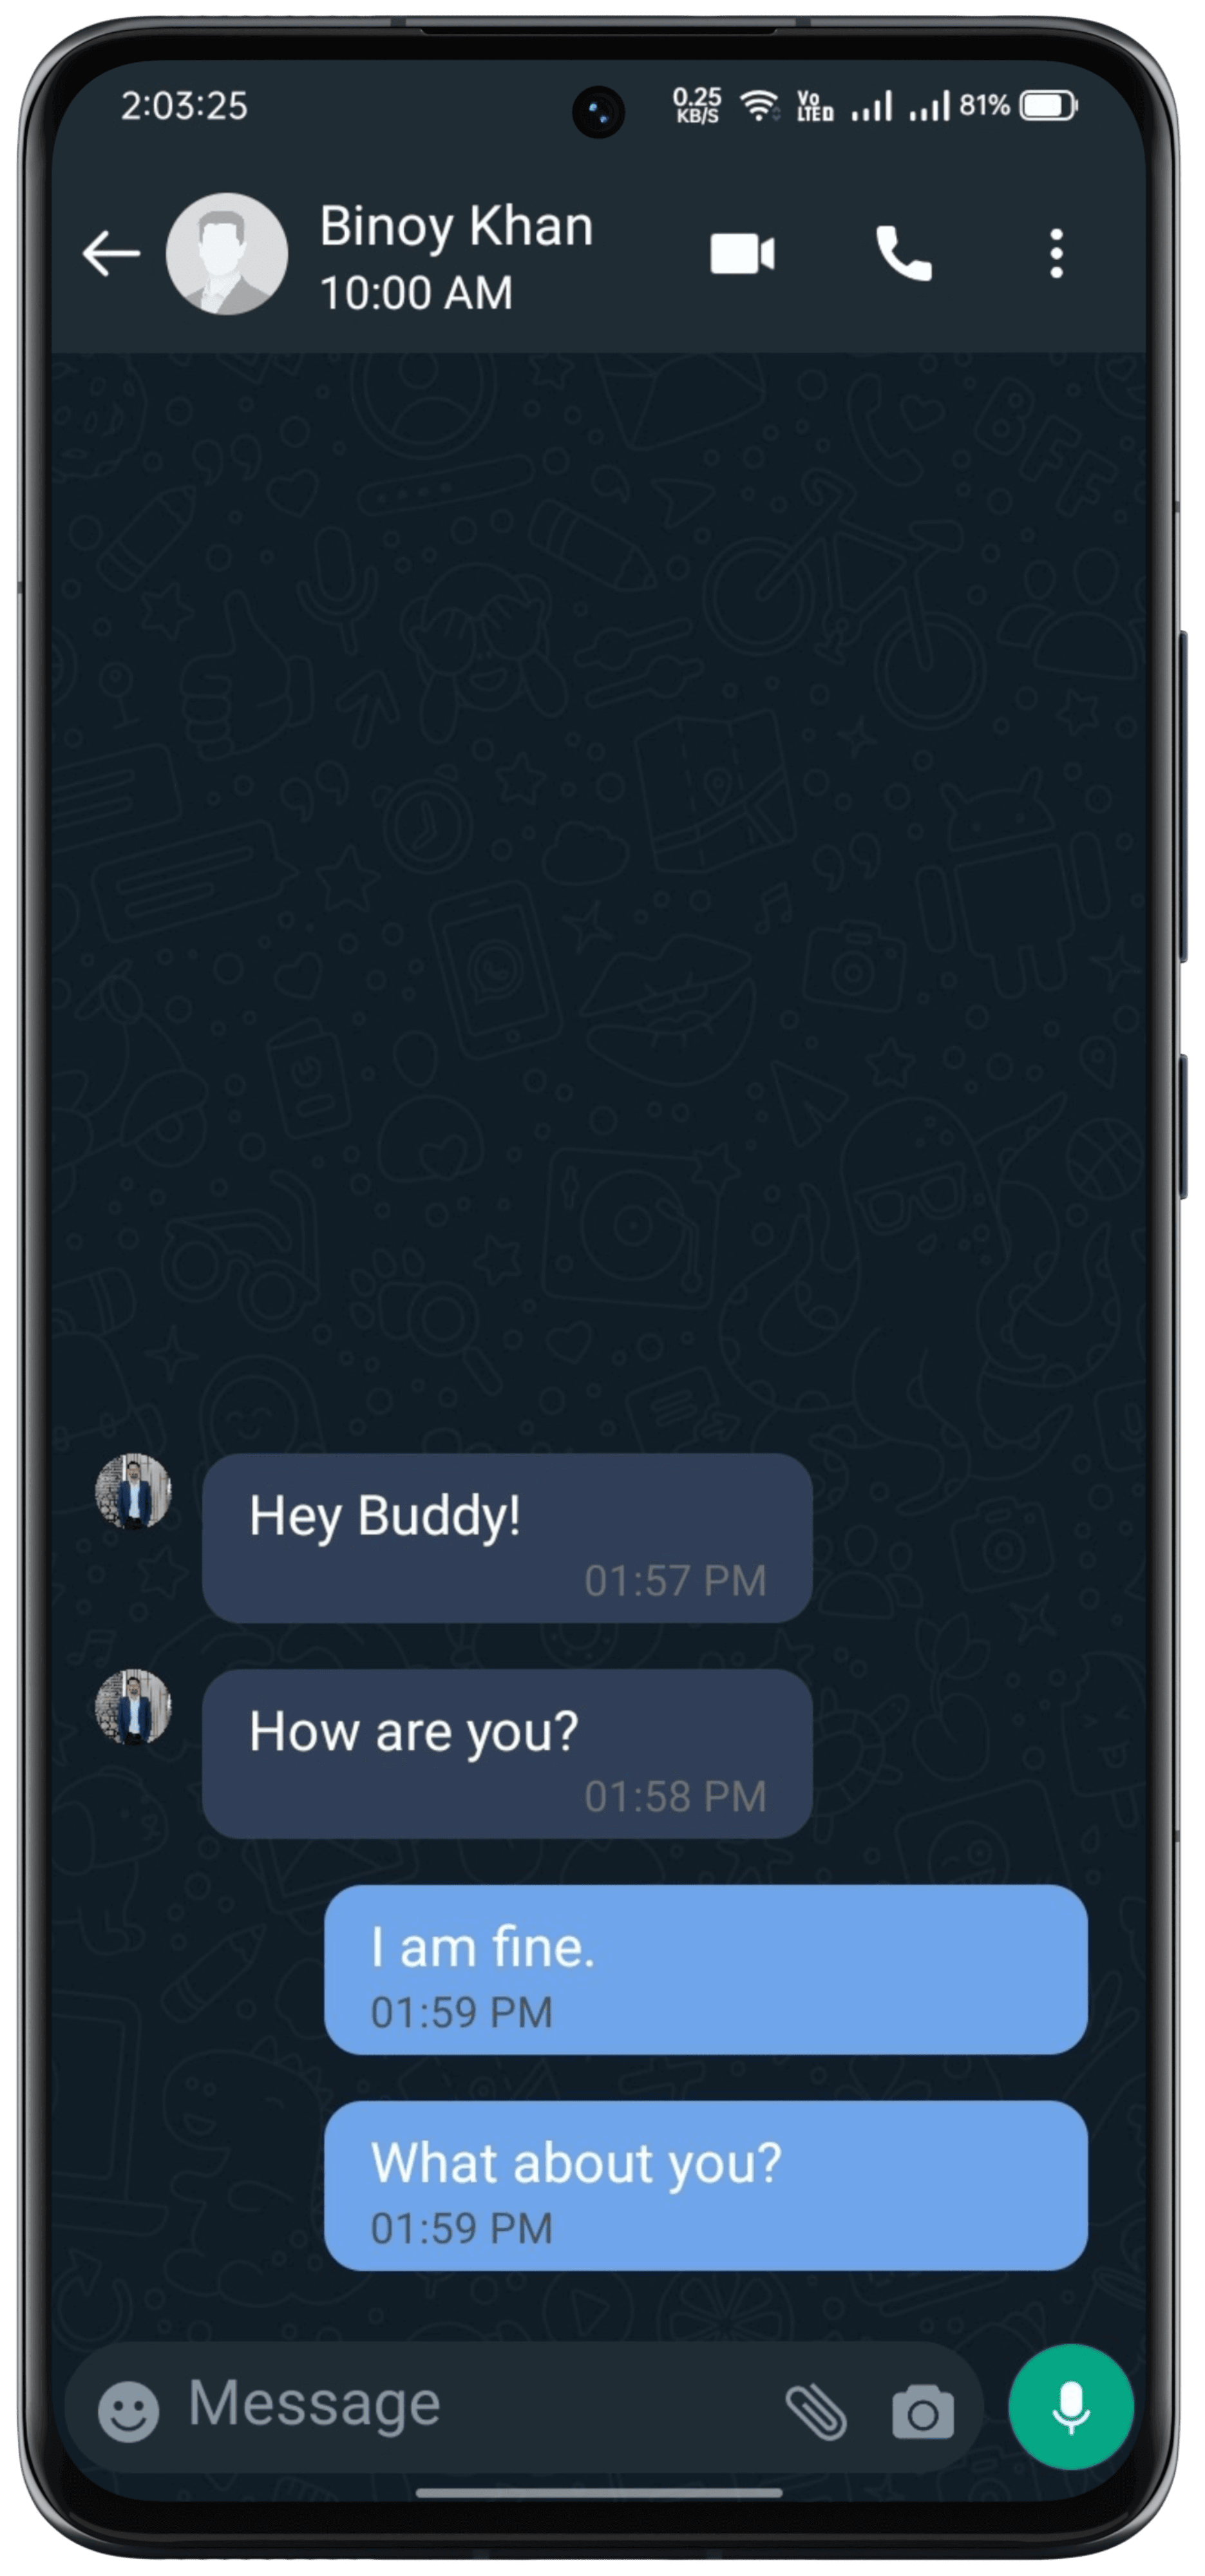 2:03:25
0.25
KB/S
Vo
LTE D
81%
Binoy Khan
10:00 AM
BFF
Hey Buddy!
01:57 PM
How are you?
01:58 PM
I am fine.
01:59 PM
What about you?
01:59 PM
Message